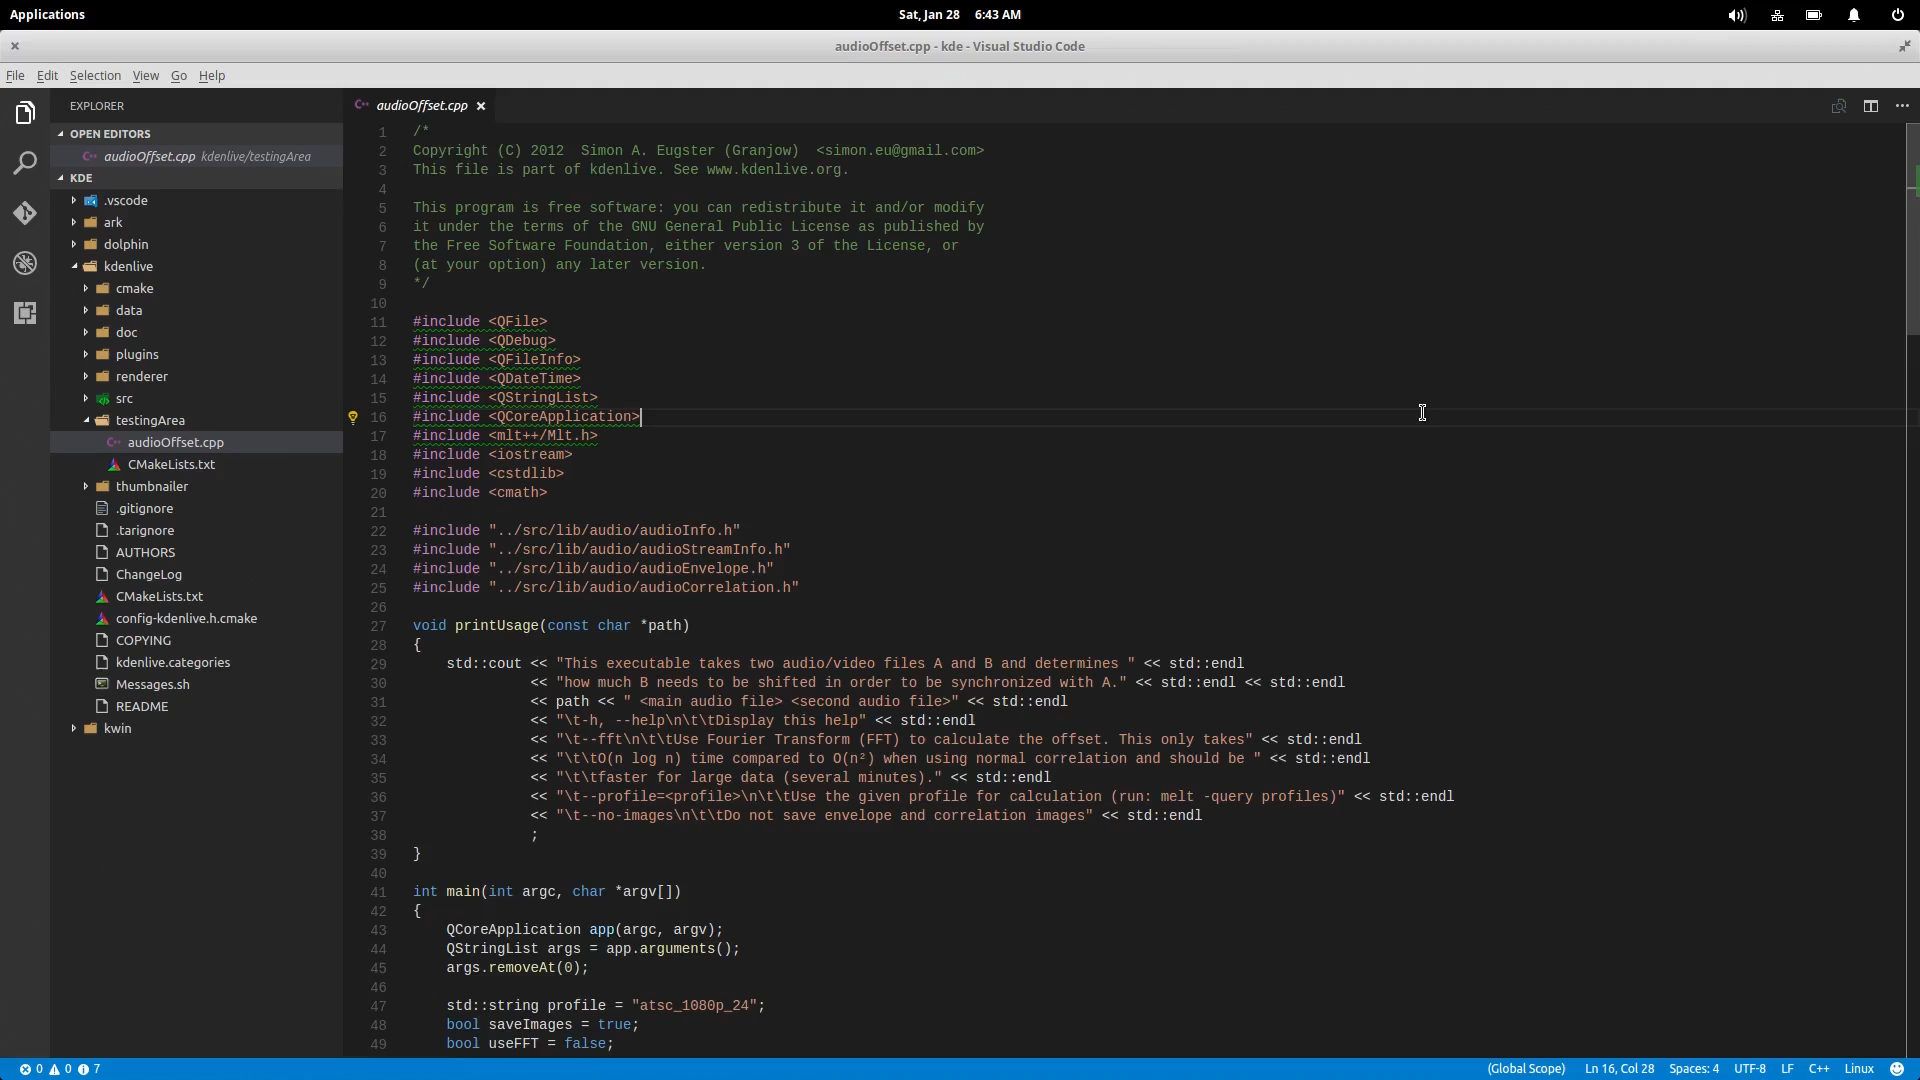 Applications
Sat, Jan 28 6:43 AM
audioOffset.cpp - kde - Visual Studio Code
File Edit Selection View Go Help
EXPLORER
OPEN EDITORS
audioOffset.cpp kdenlive/testingArea
KDE
.vscode
ark
dolphin
kdenlive
cmake
data
doc
plugins
renderer
src
testingArea
audioOffset.cpp
CMakeLists.txt
thumbnailer
.gitignore
.tarignore
AUTHORS
ChangeLog
CMakeLists.txt
config-kdenlive.h.cmake
COPYING
kdenlive.categories
Messages.sh
README
kwin
audioOffset.cpp
1 /*
2 Copyright (C) 2012  Simon A. Eugster (Granjow)  <simon.eu@gmail.com>
3 This file is part of kdenlive. See www.kdenlive.org.
4
5 This program is free software: you can redistribute it and/or modify
6 it under the terms of the GNU General Public License as published by
7 the Free Software Foundation, either version 3 of the License, or
8 (at your option) any later version.
9 */
10
11 #include <QFile>
12 #include <QDebug>
13 #include <QFileInfo>
14 #include <QDateTime>
15 #include <QStringList>
16 #include <QCoreApplication>
17 #include <mlt++/Mlt.h>
18 #include <iostream>
19 #include <cstdlib>
20 #include <cmath>
21
22 #include "../src/lib/audio/audioInfo.h"
23 #include "../src/lib/audio/audioStreamInfo.h"
24 #include "../src/lib/audio/audioEnvelope.h"
25 #include "../src/lib/audio/audioCorrelation.h"
26
27 void printUsage(const char *path)
28 {
29     std::cout << "This executable takes two audio/video files A and B and determines " << std::endl
30               << "how much B needs to be shifted in order to be synchronized with A." << std::endl << std::endl
31               << path << " <main audio file> <second audio file>" << std::endl
32               << "\t-h, --help\n\t\tDisplay this help" << std::endl
33               << "\t--fft\n\t\tUse Fourier Transform (FFT) to calculate the offset. This only takes" << std::endl
34               << "\t\tO(n log n) time compared to O(n²) when using normal correlation and should be " << std::endl
35               << "\t\tfaster for large data (several minutes)." << std::endl
36               << "\t--profile=<profile>\n\t\tUse the given profile for calculation (run: melt -query profiles)" << std::endl
37               << "\t--no-images\n\t\tDo not save envelope and correlation images" << std::endl
38               ;
39 }
40
41 int main(int argc, char *argv[])
42 {
43     QCoreApplication app(argc, argv);
44     QStringList args = app.arguments();
45     args.removeAt(0);
46
47     std::string profile = "atsc_1080p_24";
48     bool saveImages = true;
49     bool useFFT = false;
0 0 7
(Global Scope) Ln 16, Col 28 Spaces: 4 UTF-8 LF C++ Linux